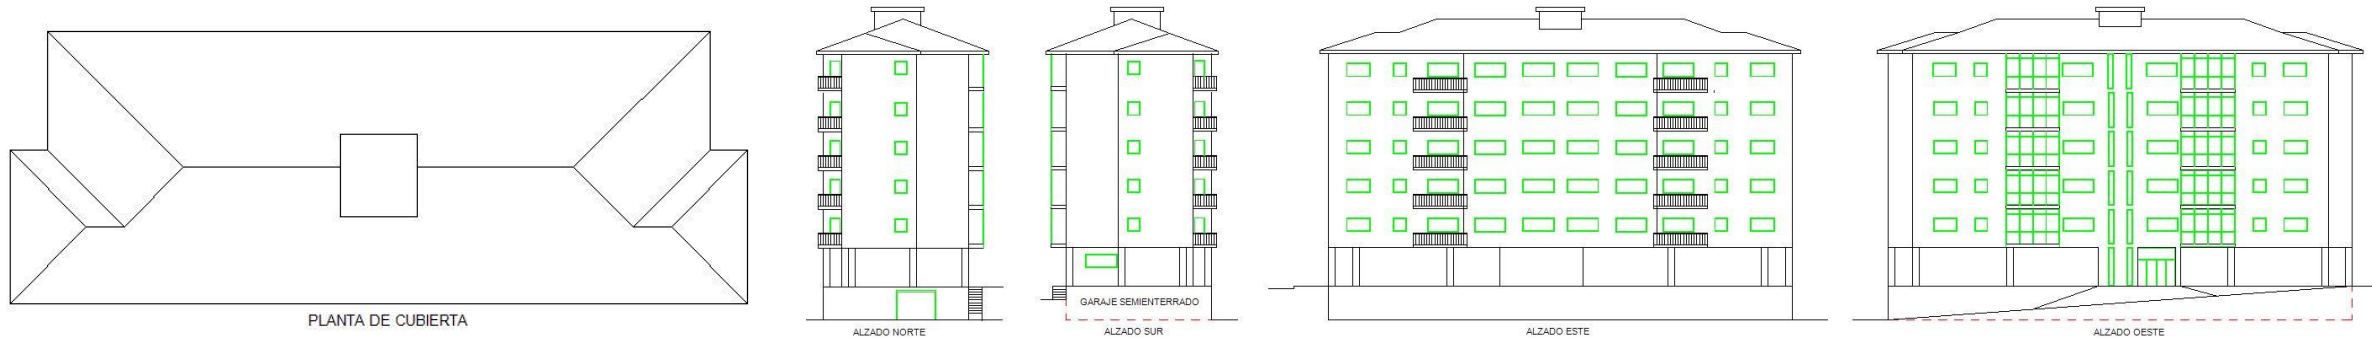 PLANTA DE CUBIERTA
ALZADO NORTE
GARAJE SEMIENTERRADO
ALZADO SUR
ALZADO ESTE
ALZADO OESTE